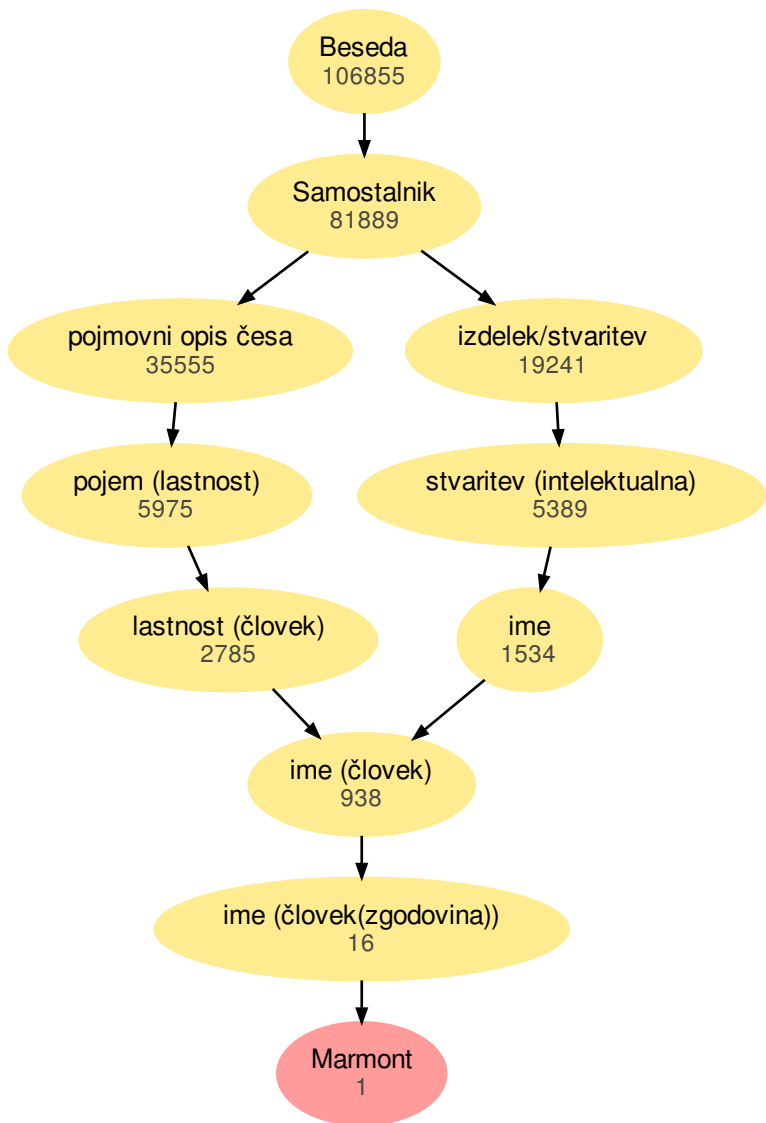 Beseda
106855
Samostalnik
81889
pojmovni opis česa
35555
izdelek/stvaritev
19241
pojem (lastnost)
5975
stvaritev (intelektualna)
5389
lastnost (človek)
2785
ime
1534
ime (človek)
938
ime (človek(zgodovina))
16
Marmont
1